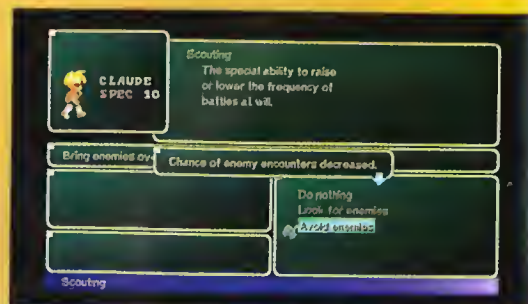 Scouting
The special ability to raise
or lower the frequency of
battles at will.
CLAUDE
SPEC 10
Bring enemies ov
Chance of enemy encounters decreased.
Do nothing
Look for enemies
Avoid enemies
Scouting